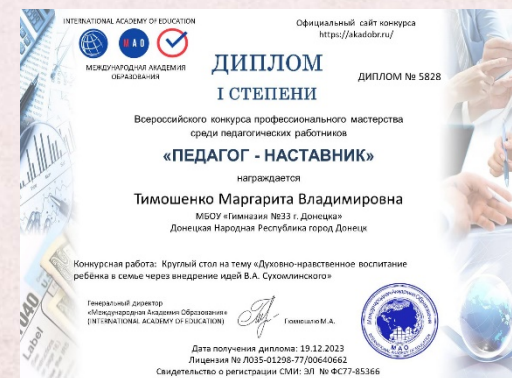 INTERNATIONAL ACADEMY OF EDUCATION
МАО
МЕЖДУНАРОДНАЯ АКАДЕМИЯ
ОБРАЗОВАНИЯ
Официальный сайт конкурса
https://akadobr.ru/
ДИПЛОМ
ДИПЛОМ № 5828
I СТЕПЕНИ
Всероссийского конкурса профессионального мастерства
среди педагогических работников
«ПЕДАГОГ - НАСТАВНИК»
награждается
Тимошенко Маргарита Владимировна
МБОУ «Гимназия №33 г. Донецка»
Донецкая Народная Республика город Донецк
Конкурсная работа: Круглый стол на тему «Духовно-нравственное воспитание
ребёнка в семье через внедрение идей В.А. Сухомлинского»
Генеральный директор
«Международная Академия Образования»
(INTERNATIONAL ACADEMY OF EDUCATION)
М.А.
МАО
Дата получения диплома: 19.12.2023
Лицензия № Л035-01298-77/00640662
Свидетельство о регистрации СМИ: ЭЛ № ФС77-85366
1040
Label